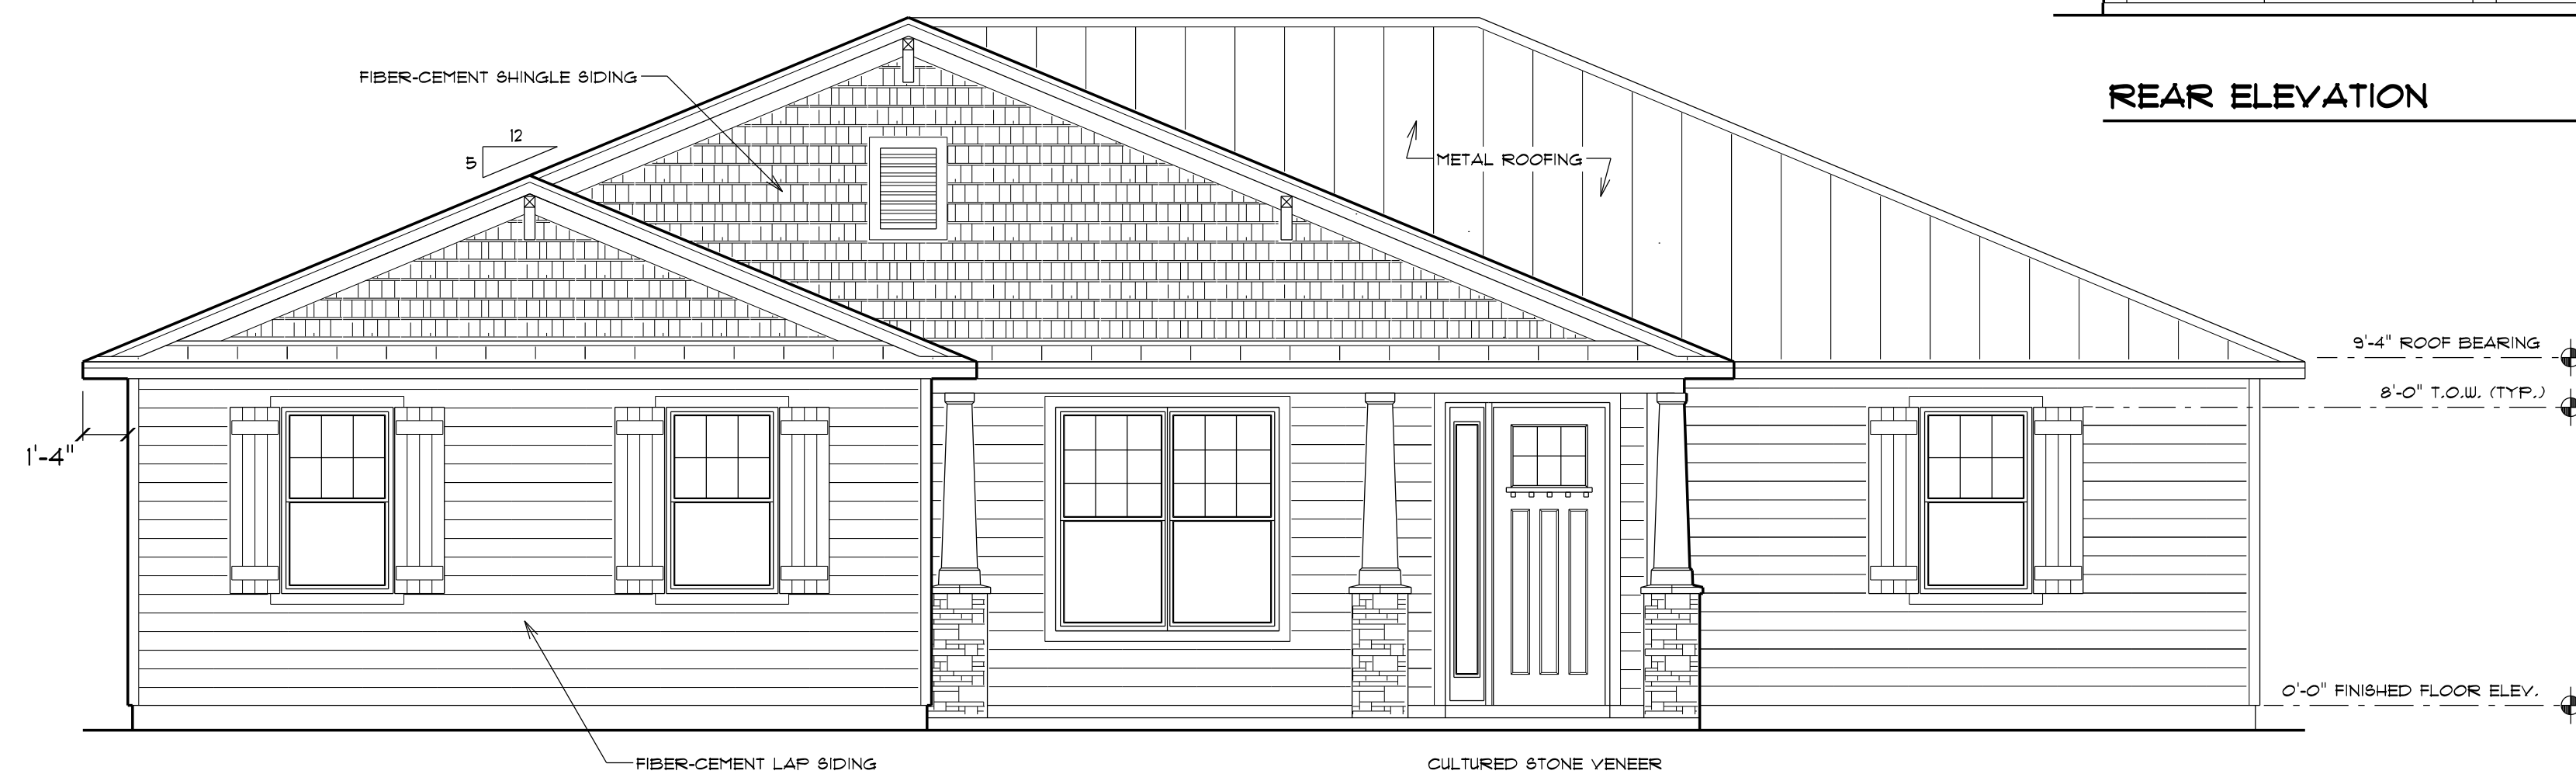 REAR ELEVATION
FIBER-CEMENT SHINGLE SIDING
12
5
METAL ROOFING
9'-4" ROOF BEARING
8'-0" T.O.W. (TYP.)
1'-4"
0'-0" FINISHED FLOOR ELEV.
FIBER-CEMENT LAP SIDING
CULTURED STONE VENEER